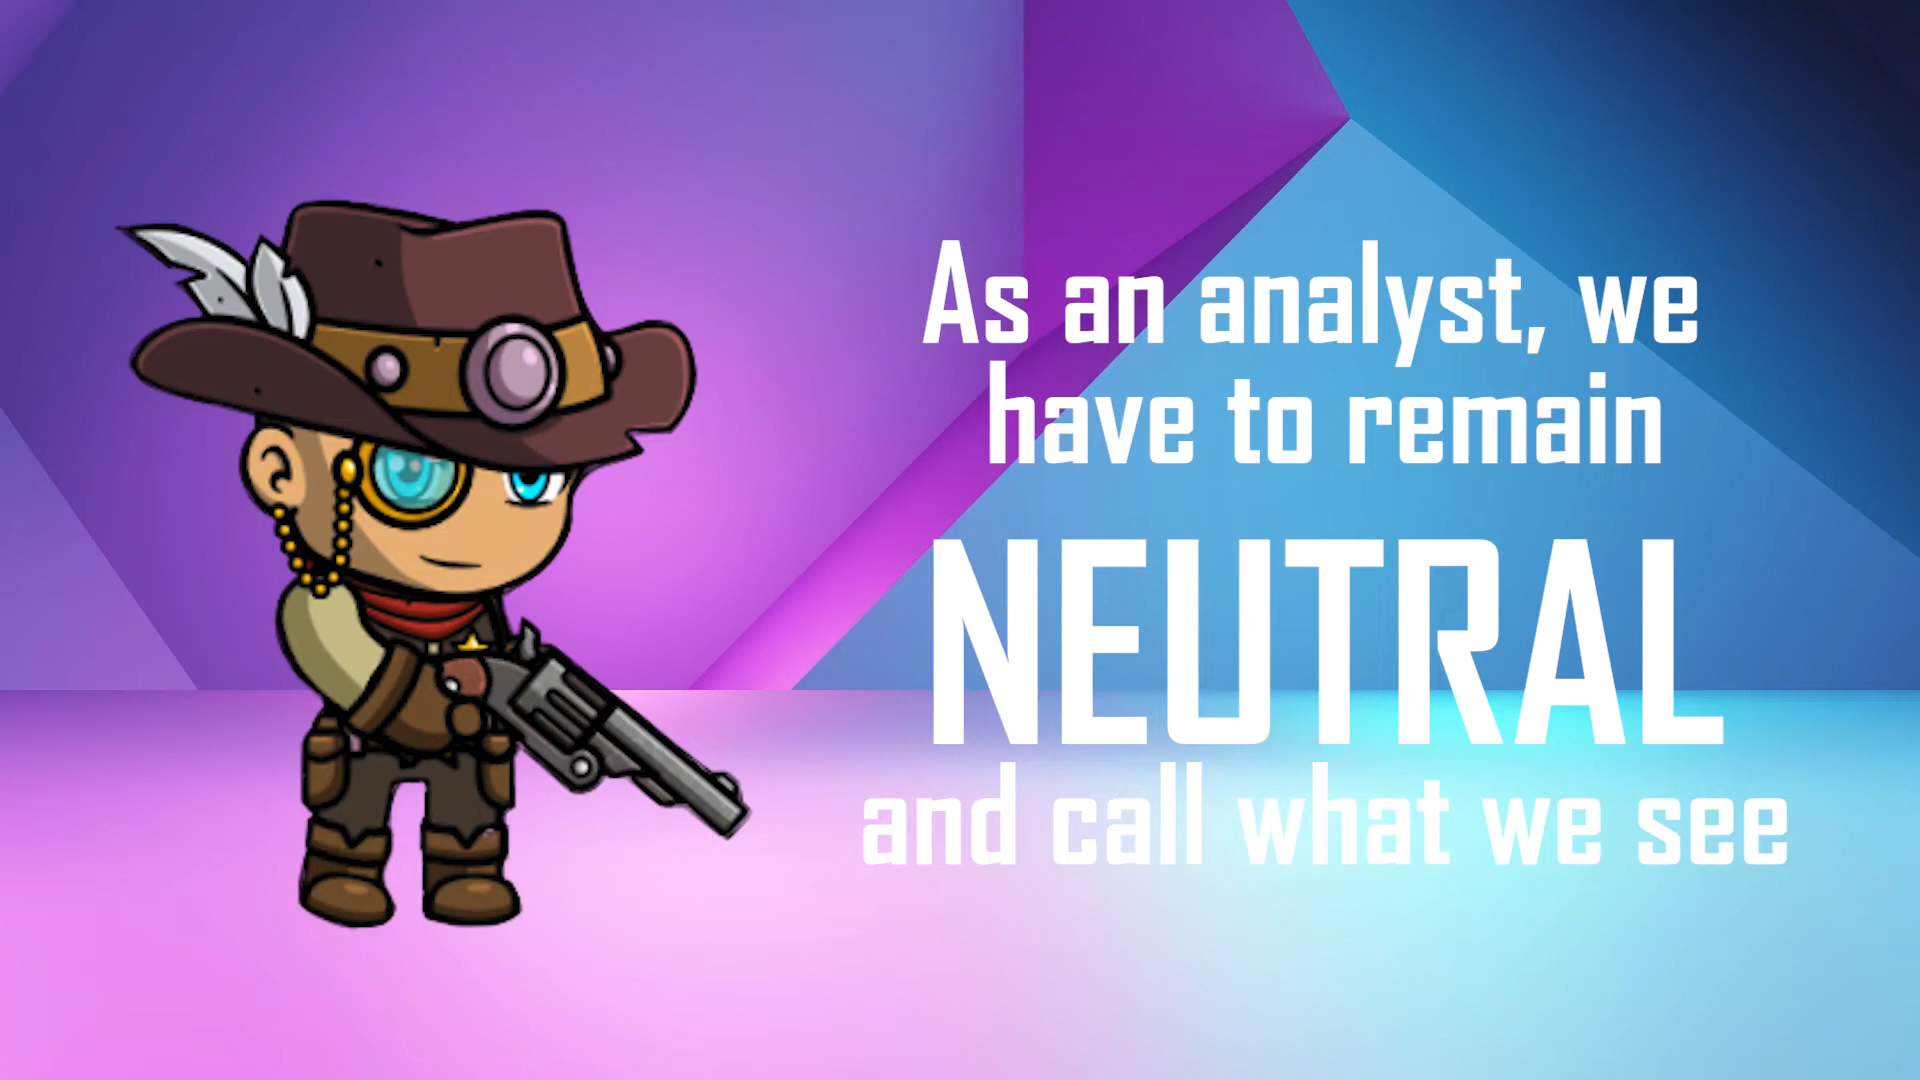 As an analyst, we
have to remain
NEUTRAL
and call what we see